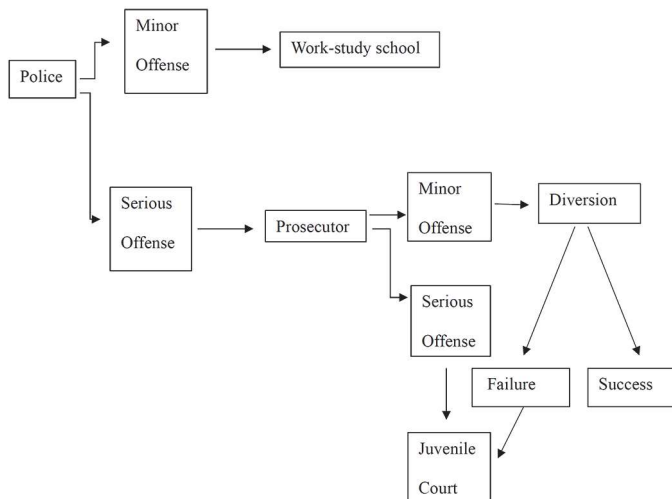 Minor
Offense
Work-study school
Police
Serious
Offense
Prosecutor
Minor
Offense
Diversion
Serious
Offense
Failure
Success
Juvenile
Court